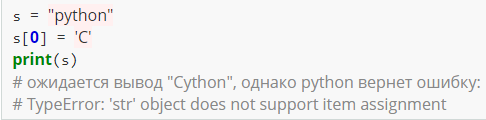 s = "python"
s[0] = 'C'
print(s)
# ожидается вывод "Cython", однако python вернет ошибку:
# TypeError: 'str' object does not support item assignment